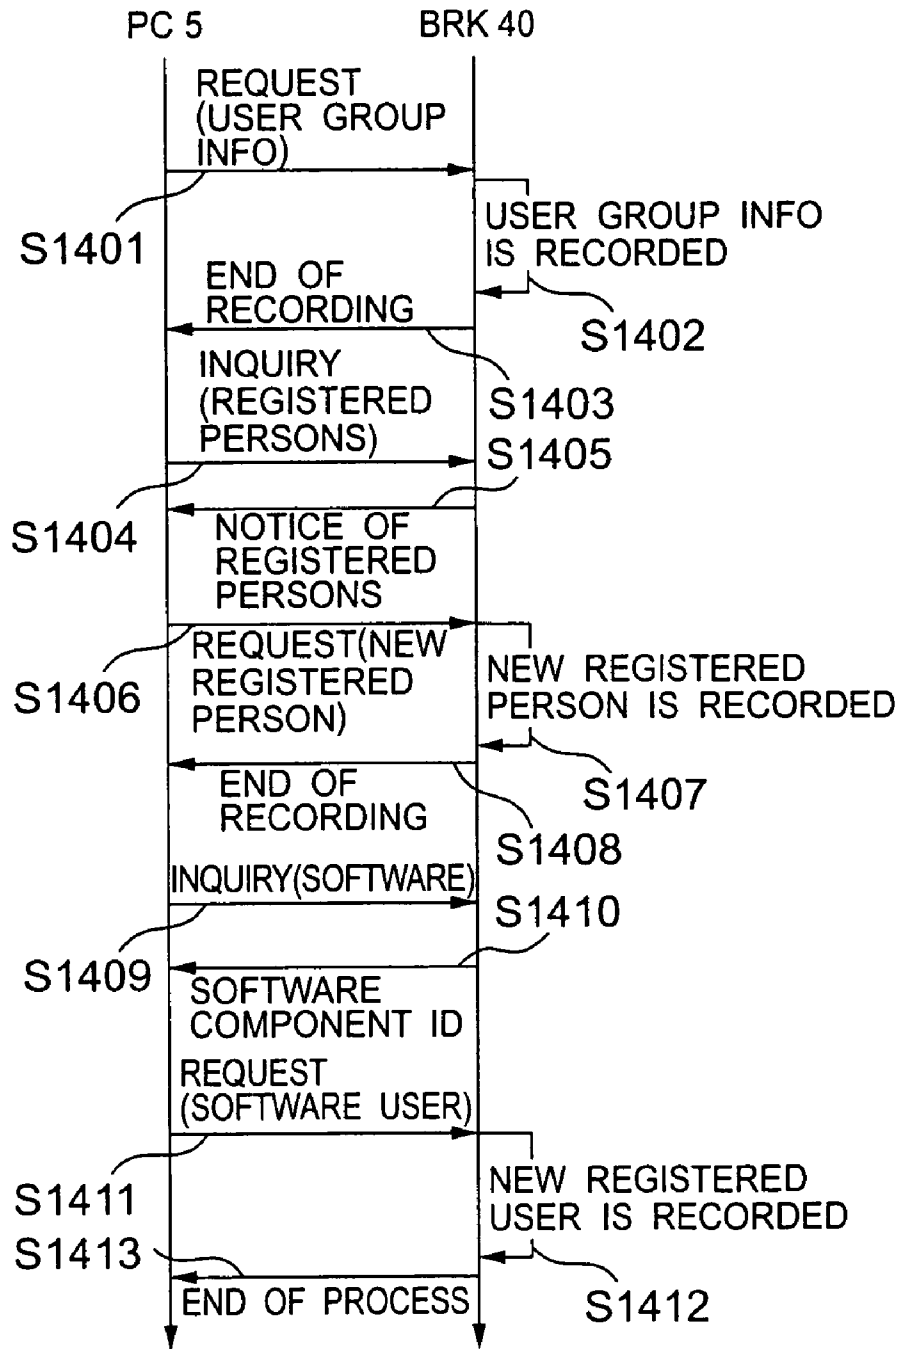 PC 5
BRK 40
REQUEST
(USER GROUP
INFO)
S1401
USER GROUP INFO
IS RECORDED
S1402
END OF
RECORDING
S1403
INQUIRY
(REGISTERED
PERSONS)
S1404
S1405
NOTICE OF
REGISTERED
PERSONS
S1406
REQUEST(NEW
REGISTERED
PERSON)
NEW REGISTERED
PERSON IS RECORDED
S1407
END OF
RECORDING
S1408
INQUIRY(SOFTWARE)
S1409
S1410
SOFTWARE
COMPONENT ID
REQUEST
(SOFTWARE USER)
S1411
NEW REGISTERED
USER IS RECORDED
S1412
S1413
END OF PROCESS